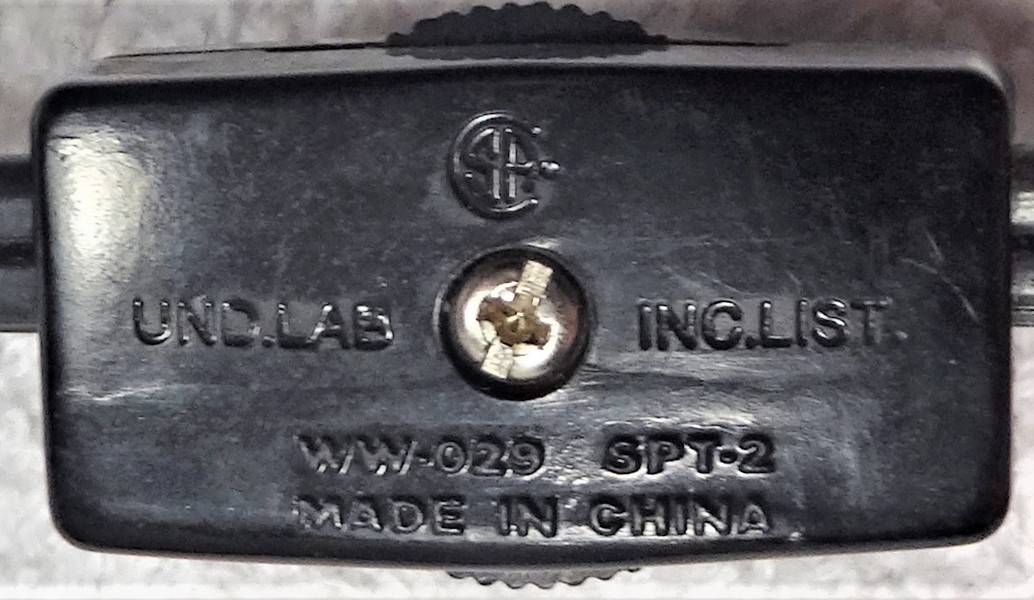 UND.LAB INC.LIST.
WW-029 SPT-2
MADE IN CHINA